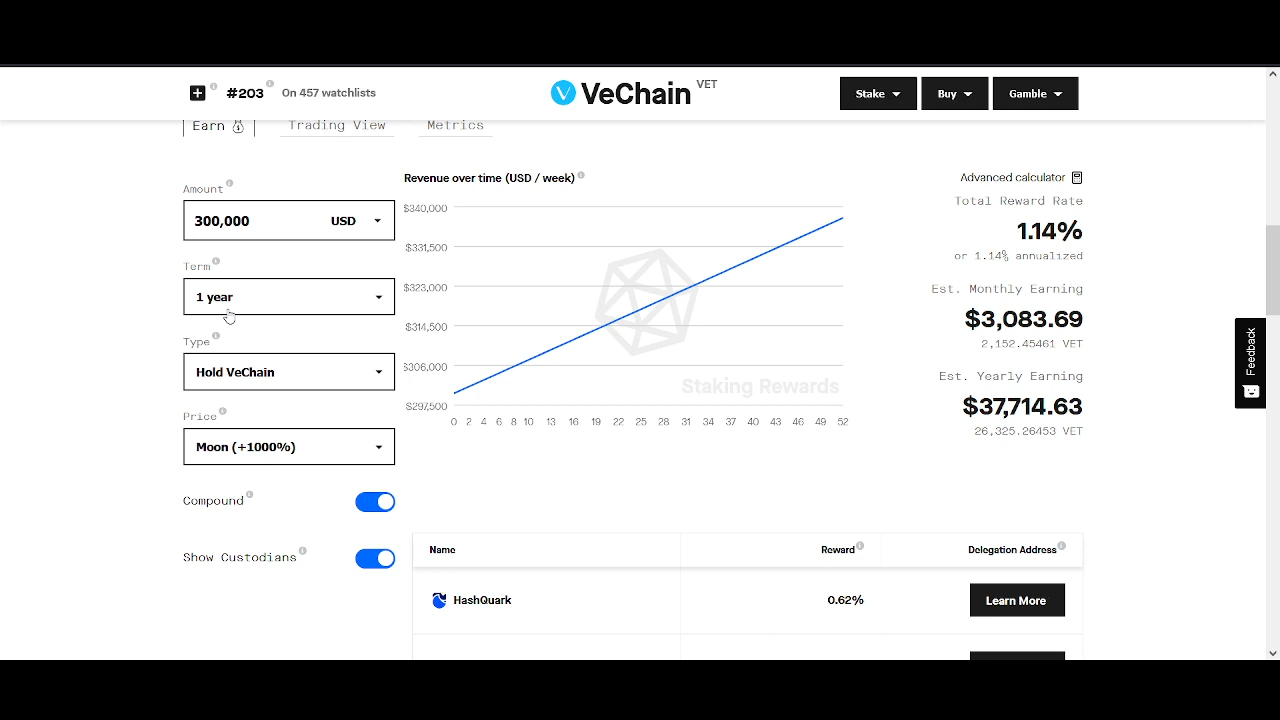 #203 On 457 watchlists
VeChain VET
Stake Buy Gamble
Earn Trading View Metrics
Amount
300,000 USD
Term
1 year
Type
Hold VeChain
Price
Moon (+1000%)
Compound
Show Custodians
Revenue over time (USD / week)
$340,000
$331,500
$323,000
$314,500
$306,000
$297,500
0 2 4 6 8 10 13 16 19 22 25 28 31 34 37 40 43 46 49 52
Staking Rewards
Advanced calculator
Total Reward Rate
1.14%
or 1.14% annualized
Est. Monthly Earning
$3,083.69
2,152.45461 VET
Est. Yearly Earning
$37,714.63
26,325.26453 VET
Name Reward Delegation Address
HashQuark 0.62% Learn More
Feedback